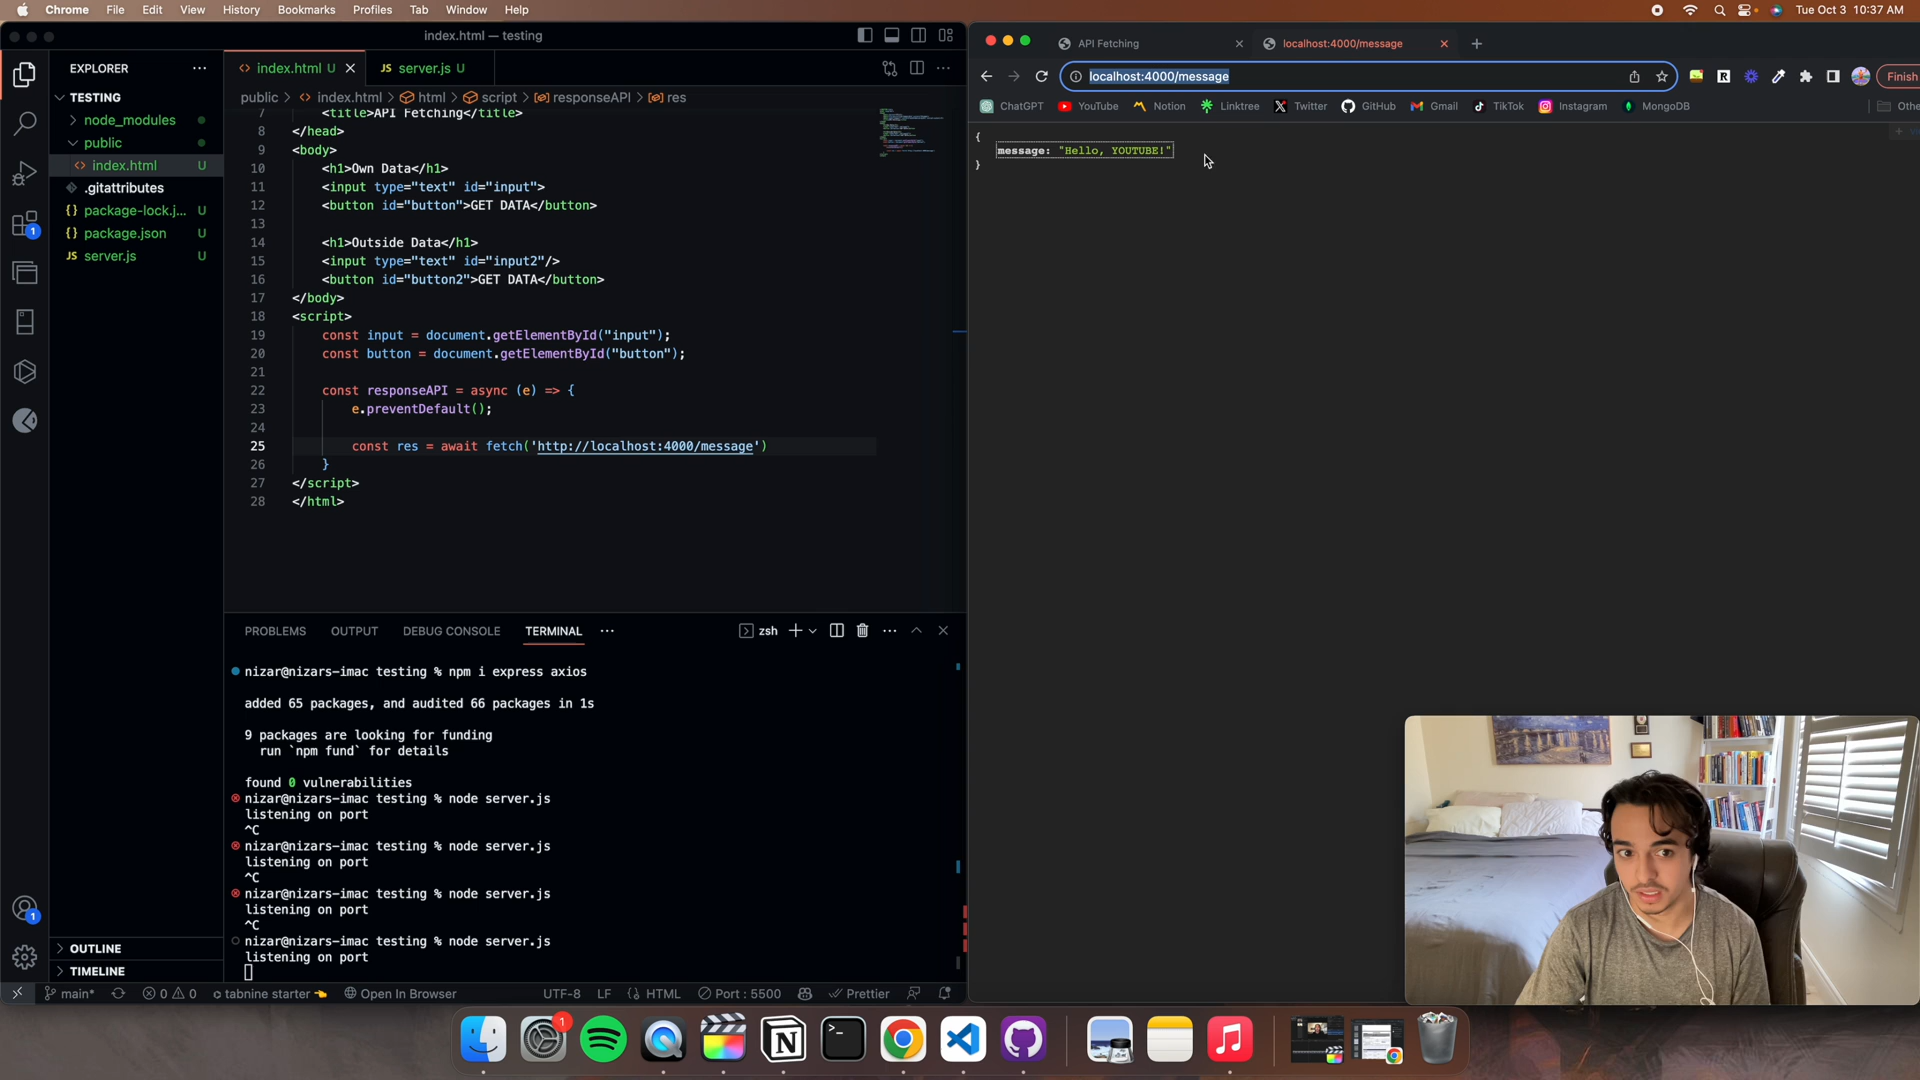 Chrome File Edit View History Bookmarks Profiles Tab Window Help
Tue Oct 3 10:37 AM
index.html — testing
EXPLORER
TESTING
node_modules
public
index.html U
.gitattributes
package-lock.j... U
package.json U
JS server.js U
OUTLINE
TIMELINE
index.html U
JS server.js U
public > index.html > html > script > responseAPI > res
7 <title>API Fetching</title>
8 </head>
9 <body>
10 <h1>Own Data</h1>
11 <input type="text" id="input">
12 <button id="button">GET DATA</button>
13
14 <h1>Outside Data</h1>
15 <input type="text" id="input2"/>
16 <button id="button2">GET DATA</button>
17 </body>
18 <script>
19 const input = document.getElementById("input");
20 const button = document.getElementById("button");
21
22 const responseAPI = async (e) => {
23 e.preventDefault();
24
25 const res = await fetch('http://localhost:4000/message')
26 }
27 </script>
28 </html>
PROBLEMS OUTPUT DEBUG CONSOLE TERMINAL
zsh
nizar@nizars-imac testing % npm i express axios
added 65 packages, and audited 66 packages in 1s
9 packages are looking for funding
run `npm fund` for details
found 0 vulnerabilities
nizar@nizars-imac testing % node server.js
listening on port
^C
nizar@nizars-imac testing % node server.js
listening on port
^C
nizar@nizars-imac testing % node server.js
listening on port
^C
nizar@nizars-imac testing % node server.js
listening on port
main* 0 0 tabnine starter Open In Browser UTF-8 LF {} HTML Port : 5500 Prettier
API Fetching
localhost:4000/message
localhost:4000/message
Finish
ChatGPT YouTube Notion Linktree Twitter GitHub Gmail TikTok Instagram MongoDB
{
message: "Hello, YOUTUBE!"
}